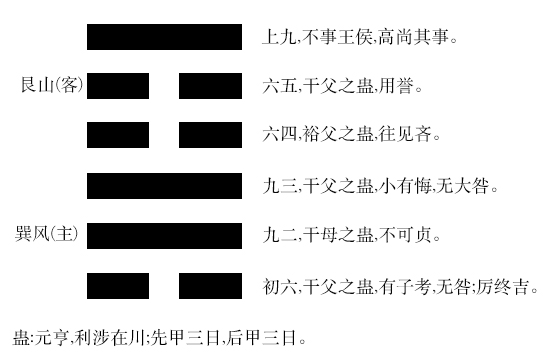 上九,不事王侯,高尚其事。
艮山(客)
六五,干父之蛊,用誉。
六四,裕父之蛊,往见吝。
九三,干父之蛊,小有悔,无大咎。
巽风(主)
九二,干母之蛊,不可贞。
初六,干父之蛊,有子考,无咎;厉终吉。
蛊:元亨,利涉在川;先甲三日,后甲三日。